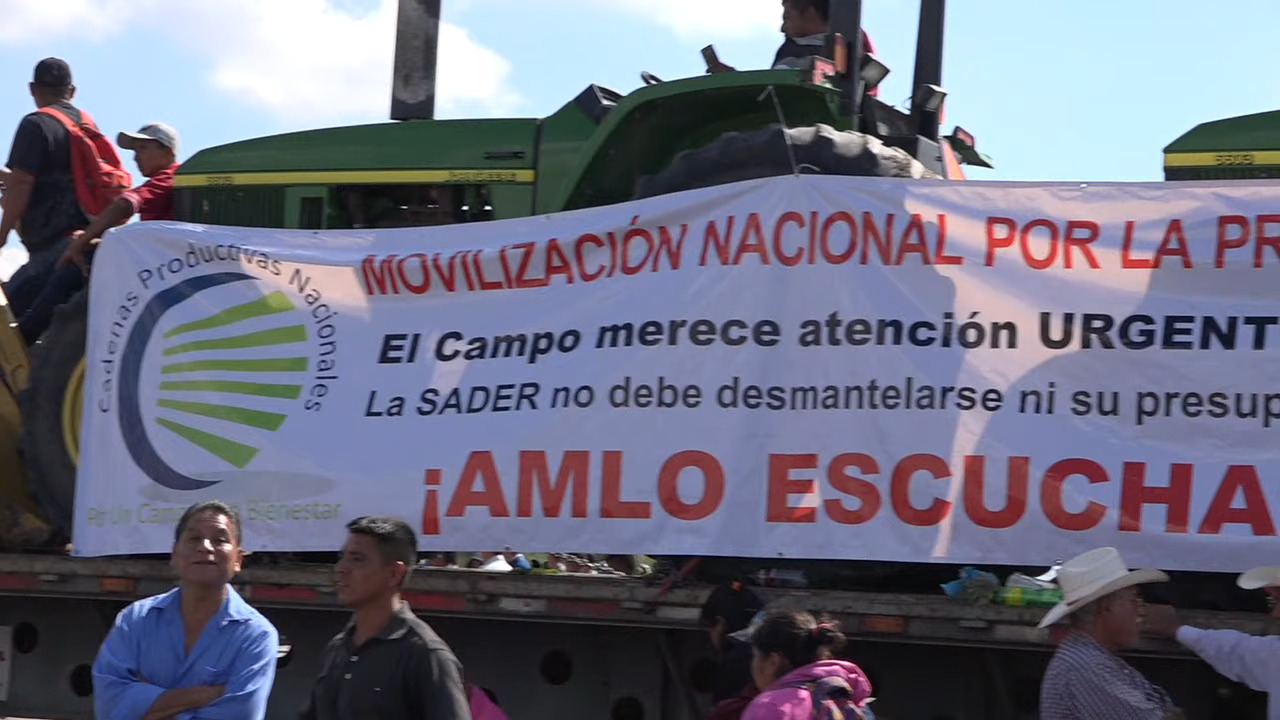 Cadenas Productivas Nacionales
MOVILIZACIÓN NACIONAL POR LA PR
El Campo merece atención URGENT
La SADER no debe desmantelarse ni su presup
¡AMLO ESCUCHA
Bienestar